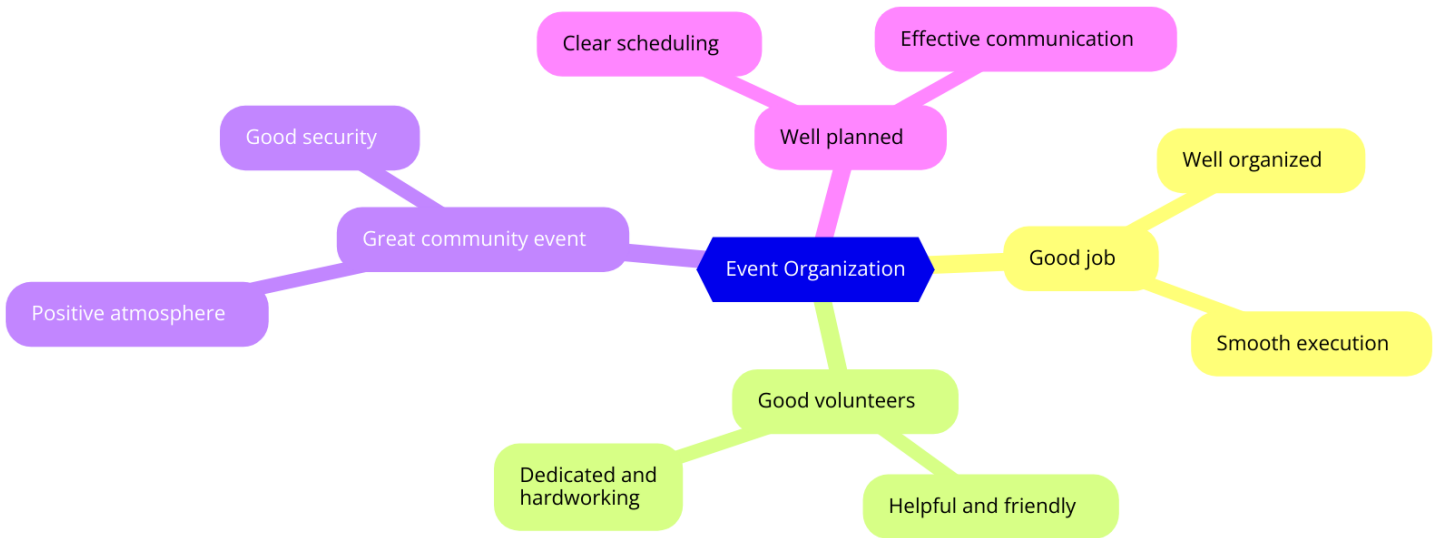 Clear scheduling
Effective communication
Good security
Well planned
Well organized
Great community event
Event Organization
Good job
Positive atmosphere
Smooth execution
Good volunteers
Dedicated and
hardworking
Helpful and friendly